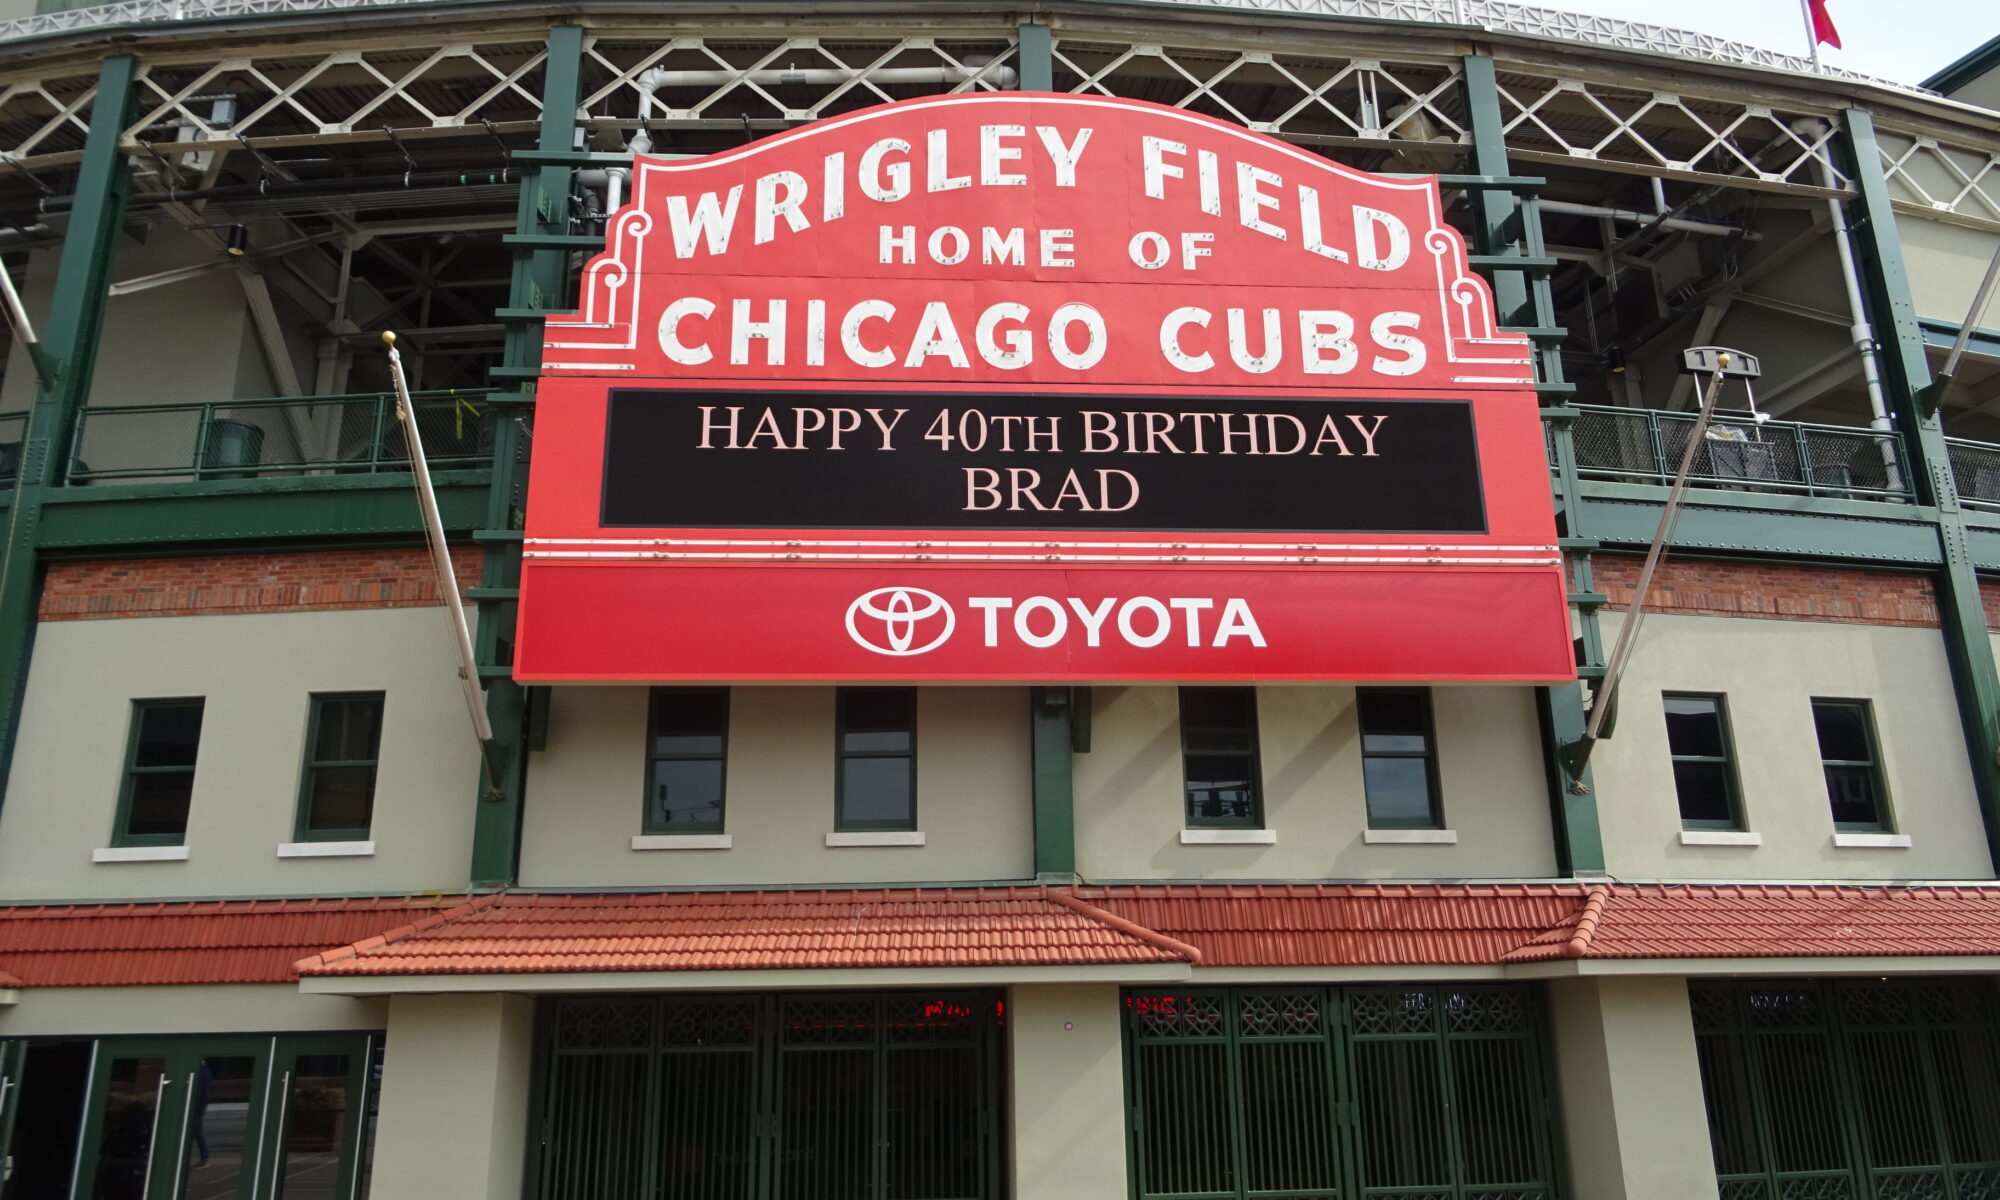 WRIGLEY FIELD
HOME OF
CHICAGO CUBS
HAPPY 40TH BIRTHDAY
BRAD
TOYOTA